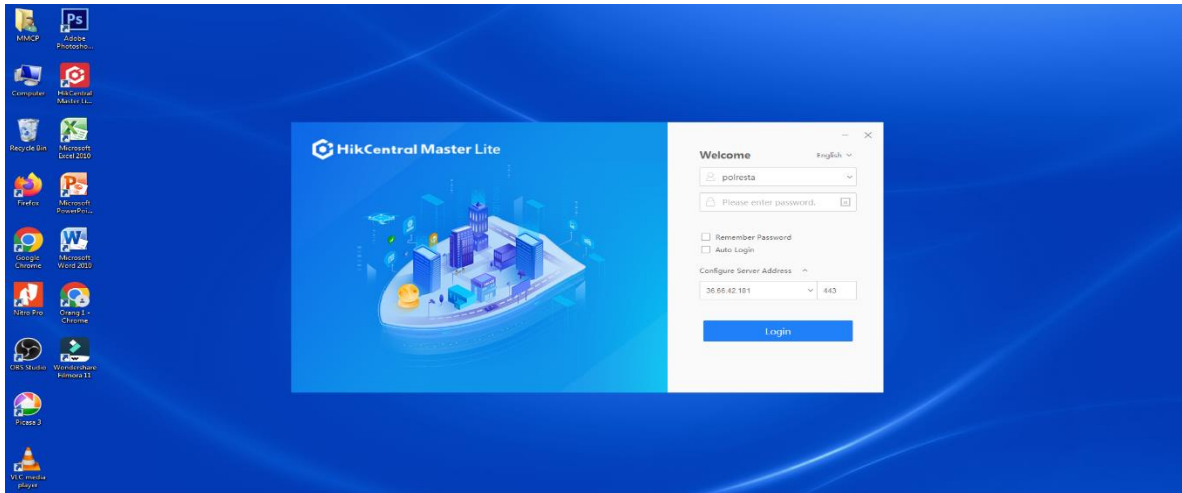 MMCP
Adobe
Photosho...
Computer
HikCentral
Master Li...
Recycle Bin
Microsoft
Excel 2010
Firefox
Microsoft
PowerPoi...
Google
Chrome
Microsoft
Word 2010
Nitro Pro
Orang 1 -
Chrome
OBS Studio
Wondershare
Filmora 11
Picasa 3
VLC media
player
HikCentral Master Lite
Welcome
English
polresta
Please enter password.
Remember Password
Auto Login
Configure Server Address
36.66.42.181
443
Login